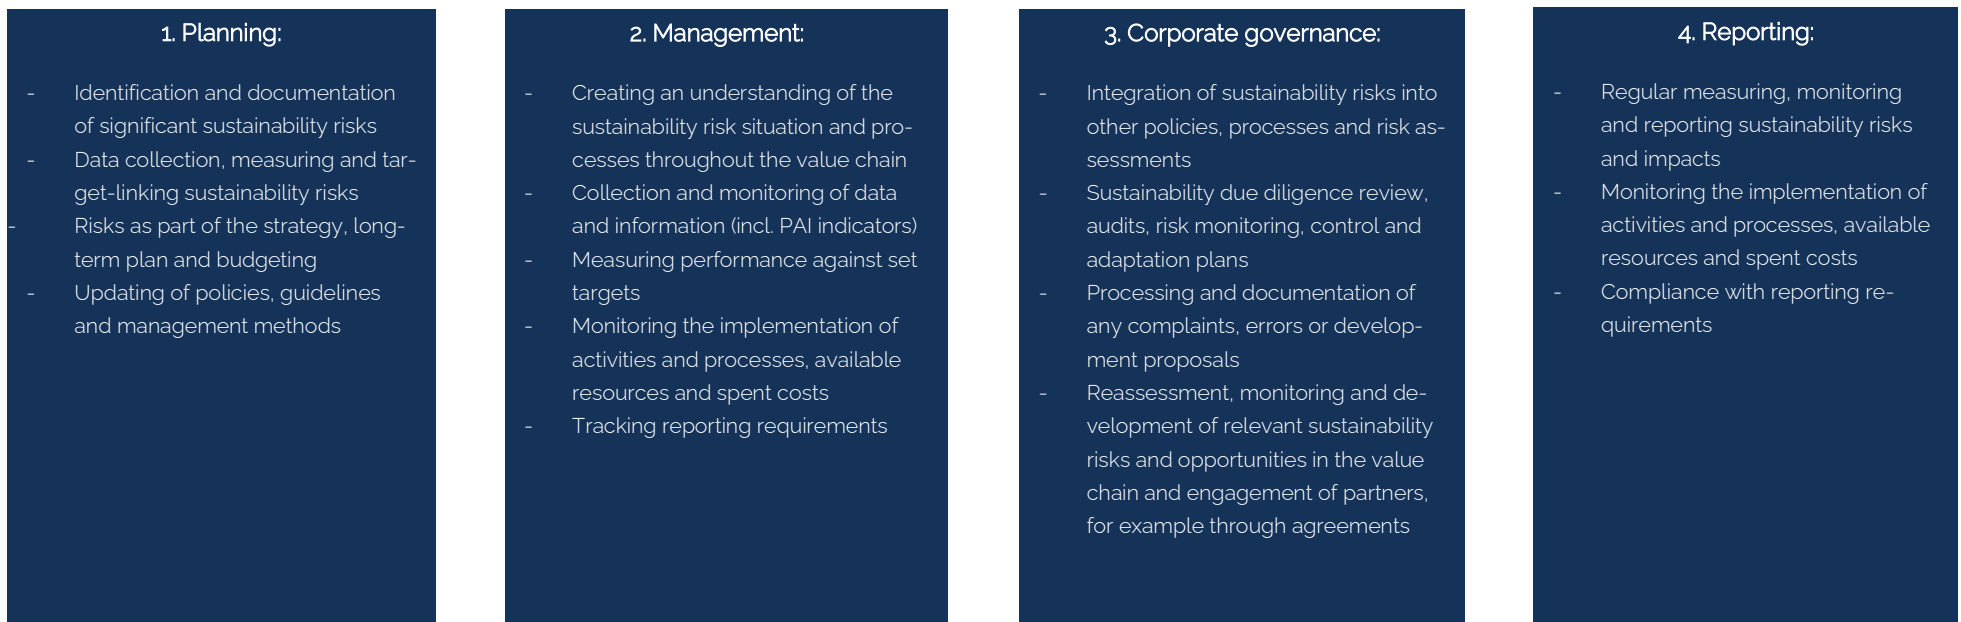 1. Planning:
- Identification and documentation
of significant sustainability risks
- Data collection, measuring and tar-
get-linking sustainability risks
- Risks as part of the strategy, long-
term plan and budgeting
- Updating of policies, guidelines
and management methods
2. Management:
- Creating an understanding of the
sustainability risk situation and pro-
cesses throughout the value chain
- Collection and monitoring of data
and information (incl. PAI indicators)
- Measuring performance against set
targets
- Monitoring the implementation of
activities and processes, available
resources and spent costs
- Tracking reporting requirements
3. Corporate governance:
- Integration of sustainability risks into
other policies, processes and risk as-
sessments
- Sustainability due diligence review,
audits, risk monitoring, control and
adaptation plans
- Processing and documentation of
any complaints, errors or develop-
ment proposals
- Reassessment, monitoring and de-
velopment of relevant sustainability
risks and opportunities in the value
chain and engagement of partners,
for example through agreements
4. Reporting:
- Regular measuring, monitoring
and reporting sustainability risks
and impacts
- Monitoring the implementation of
activities and processes, available
resources and spent costs
- Compliance with reporting re-
quirements